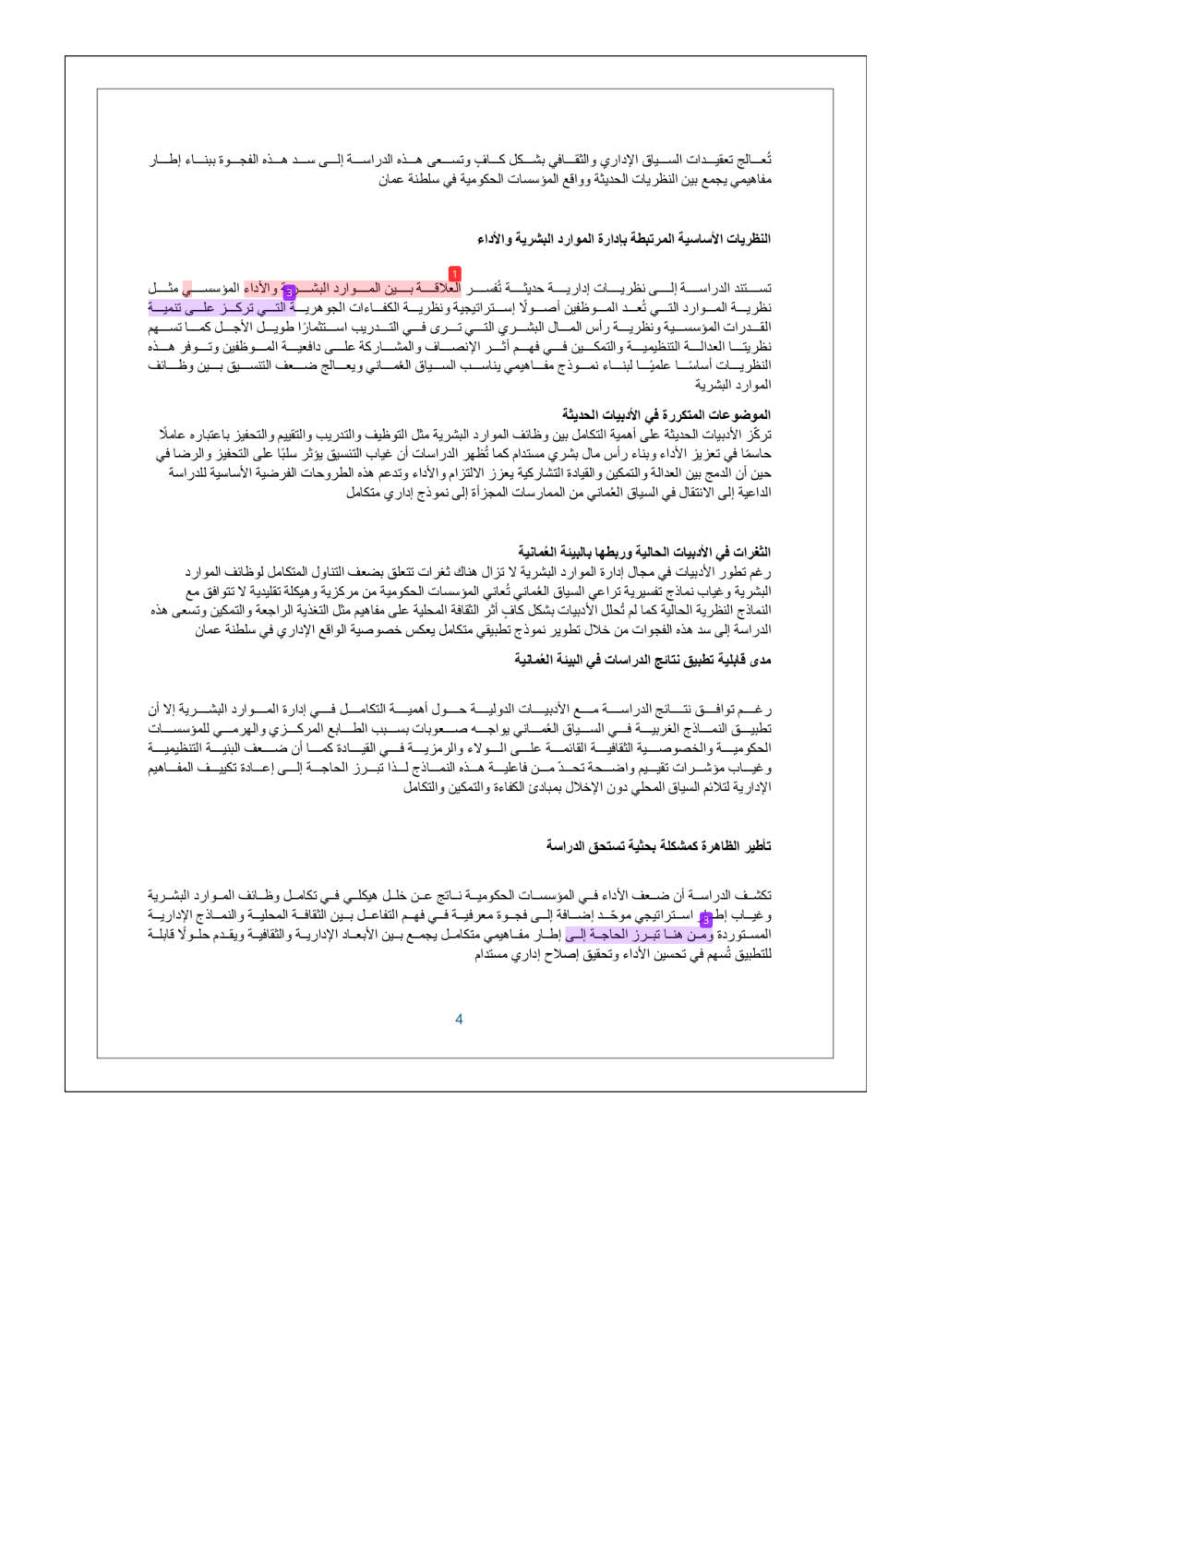 تُعالج تعقيدات السياق الإداري والثقافي بشكل كافٍ وتسعى هذه الدراسة إلى سد هذه الفجوة ببناء إطار
مفاهيمي يجمع بين النظريات الحديثة وواقع المؤسسات الحكومية في سلطنة عمان
النظريات الأساسية المرتبطة بإدارة الموارد البشرية والأداء
1
تستند الدراسة إلى نظريات إدارية حديثة تُفسر العلاقة بين الموارد البشرية والأداء المؤسسي مثل
3
نظرية الموارد التي تُعد الموظفين أصولًا إستراتيجية ونظرية الكفاءات الجوهرية التي تركز على تنمية
القدرات المؤسسية ونظرية رأس المال البشري التي ترى في التدريب استثمارًا طويل الأجل كما تسهم
نظريتا العدالة التنظيمية والتمكين في فهم أثر الإنصاف والمشاركة على دافعية الموظفين وتوفر هذه
النظريات أساسًا علميًا لبناء نموذج مفاهيمي يناسب السياق العُماني ويعالج ضعف التنسيق بين وظائف
الموارد البشرية
الموضوعات المتكررة في الأدبيات الحديثة
تركّز الأدبيات الحديثة على أهمية التكامل بين وظائف الموارد البشرية مثل التوظيف والتدريب والتقييم والتحفيز باعتباره عاملًا
حاسمًا في تعزيز الأداء وبناء رأس مال بشري مستدام كما تُظهر الدراسات أن غياب التنسيق يؤثر سلبًا على التحفيز والرضا في
حين أن الدمج بين العدالة والتمكين والقيادة التشاركية يعزز الالتزام والأداء وتدعم هذه الطروحات الفرضية الأساسية للدراسة
الداعية إلى الانتقال في السياق العُماني من الممارسات المجزأة إلى نموذج إداري متكامل
الثغرات في الأدبيات الحالية وربطها بالبيئة العُمانية
رغم تطور الأدبيات في مجال إدارة الموارد البشرية لا تزال هناك ثغرات تتعلق بضعف التناول المتكامل لوظائف الموارد
البشرية وغياب نماذج تفسيرية تراعي السياق العُماني تُعاني المؤسسات الحكومية من مركزية وهيكلة تقليدية لا تتوافق مع
النماذج النظرية الحالية كما لم تُحلل الأدبيات بشكل كافٍ أثر الثقافة المحلية على مفاهيم مثل التغذية الراجعة والتمكين وتسعى هذه
الدراسة إلى سد هذه الفجوات من خلال تطوير نموذج تطبيقي متكامل يعكس خصوصية الواقع الإداري في سلطنة عمان
مدى قابلية تطبيق نتائج الدراسات في البيئة العُمانية
رغم توافق نتائج الدراسة مع الأدبيات الدولية حول أهمية التكامل في إدارة الموارد البشرية إلا أن
تطبيق النماذج الغربية في السياق العُماني يواجه صعوبات بسبب الطابع المركزي والهرمي للمؤسسات
الحكومية والخصوصية الثقافية القائمة على الولاء والرمزية في القيادة كما أن ضعف البنية التنظيمية
وغياب مؤشرات تقييم واضحة تحدّ من فاعلية هذه النماذج لذا تبرز الحاجة إلى إعادة تكييف المفاهيم
الإدارية لتلائم السياق المحلي دون الإخلال بمبادئ الكفاءة والتمكين والتكامل
تأطير الظاهرة كمشكلة بحثية تستحق الدراسة
تكشف الدراسة أن ضعف الأداء في المؤسسات الحكومية ناتج عن خلل هيكلي في تكامل وظائف الموارد البشرية
وغياب إطار استراتيجي موحّد إضافة إلى فجوة معرفية في فهم التفاعل بين الثقافة المحلية والنماذج الإدارية
3
المستوردة ومن هنا تبرز الحاجة إلى إطار مفاهيمي متكامل يجمع بين الأبعاد الإدارية والثقافية ويقدم حلولًا قابلة
للتطبيق تُسهم في تحسين الأداء وتحقيق إصلاح إداري مستدام
4